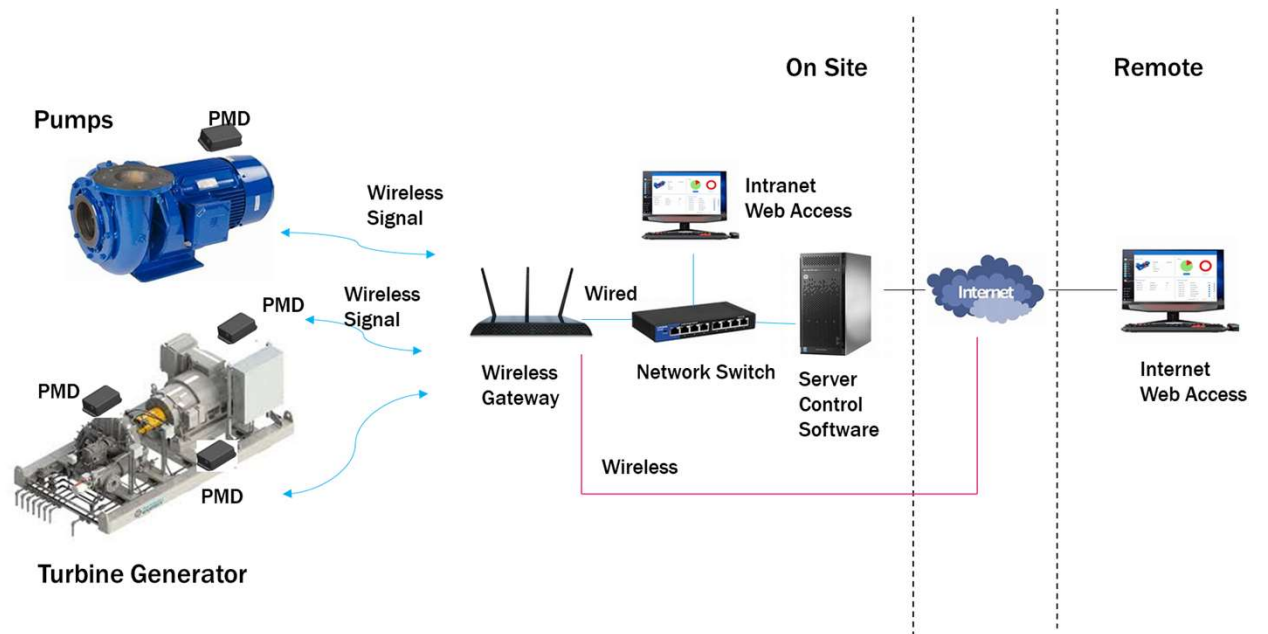 On Site
Remote
Pumps
PMD
Wireless
Signal
Intranet
Web Access
Wireless
Signal
PMD
Wired
Internet
PMD
Wireless
Gateway
Network Switch
Server
Control
Software
Internet
Web Access
PMD
Wireless
Turbine Generator